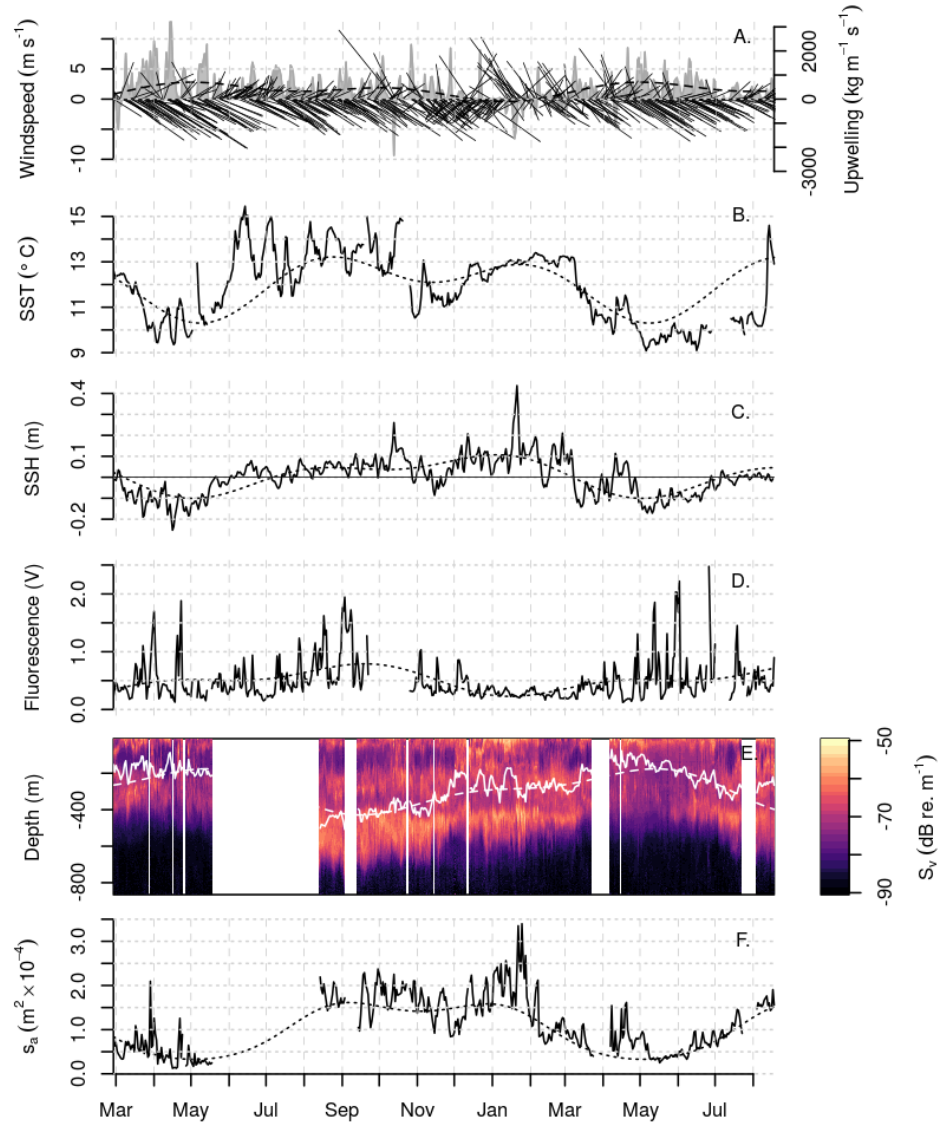 A.
Windspeed (m s⁻¹)
5
0
-10
2000
0
-3000
Upwelling (kg m⁻¹ s⁻¹)
B.
SST (° C)
15
13
11
9
C.
SSH (m)
0.4
0.1
-0.2
D.
Fluorescence (V)
2.0
1.0
0.0
E.
Depth (m)
-400
-800
-50
-70
-90
Sᵥ (dB re. m⁻¹)
F.
sₐ (m² × 10⁻⁴)
3.0
2.0
1.0
0.0
Mar May Jul Sep Nov Jan Mar May Jul